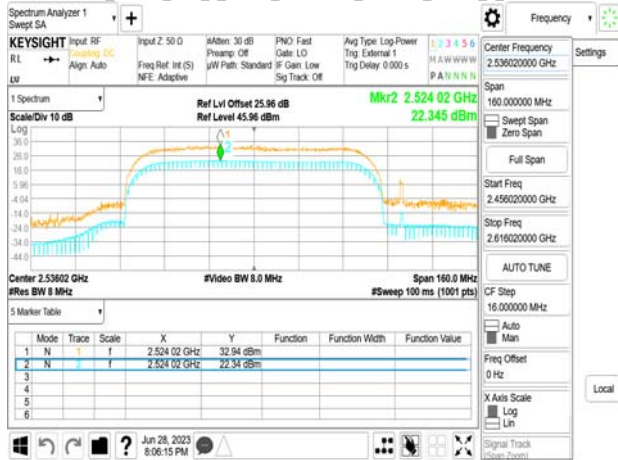 Spectrum Analyzer 1
Swept SA
+
Frequency
KEYSIGHT Input: RF
RL
Coupling: DC
Align: Auto
Input Z: 50 Ω
Freq Ref: Int (S)
NFE: Adaptive
#Atten: 30 dB
Preamp: Off
µW Path: Standard
PNO: Fast
Gate: LO
IF Gain: Low
Sig Track: Off
Avg Type: Log-Power
Trig: External 1
Trig Delay: 0.000 s
1 2 3 4 5 6
M A W W W W
P A N N N N
Center Frequency
2.536020000 GHz
Settings
Span
160.000000 MHz
Swept Span
Zero Span
Full Span
Start Freq
2.456020000 GHz
Stop Freq
2.616020000 GHz
AUTO TUNE
CF Step
16.000000 MHz
Auto
Man
Freq Offset
0 Hz
X Axis Scale
Log
Lin
Local
Signal Track
(Span Zoom)
1 Spectrum
Scale/Div 10 dB
Ref Lvl Offset 25.96 dB
Ref Level 45.96 dBm
Mkr2 2.524 02 GHz
22.345 dBm
Log
36.0
26.0
16.0
5.96
-4.04
-14.0
-24.0
-34.0
-44.0
1
2
Center 2.53602 GHz
#Res BW 8 MHz
#Video BW 8.0 MHz
Span 160.0 MHz
#Sweep 100 ms (1001 pts)
5 Marker Table
Mode Trace Scale X Y Function Function Width Function Value
1 N 1 f 2.524 02 GHz 32.94 dBm
2 N 2 f 2.524 02 GHz 22.34 dBm
3
4
5
6
?
Jun 28, 2023
8:06:15 PM